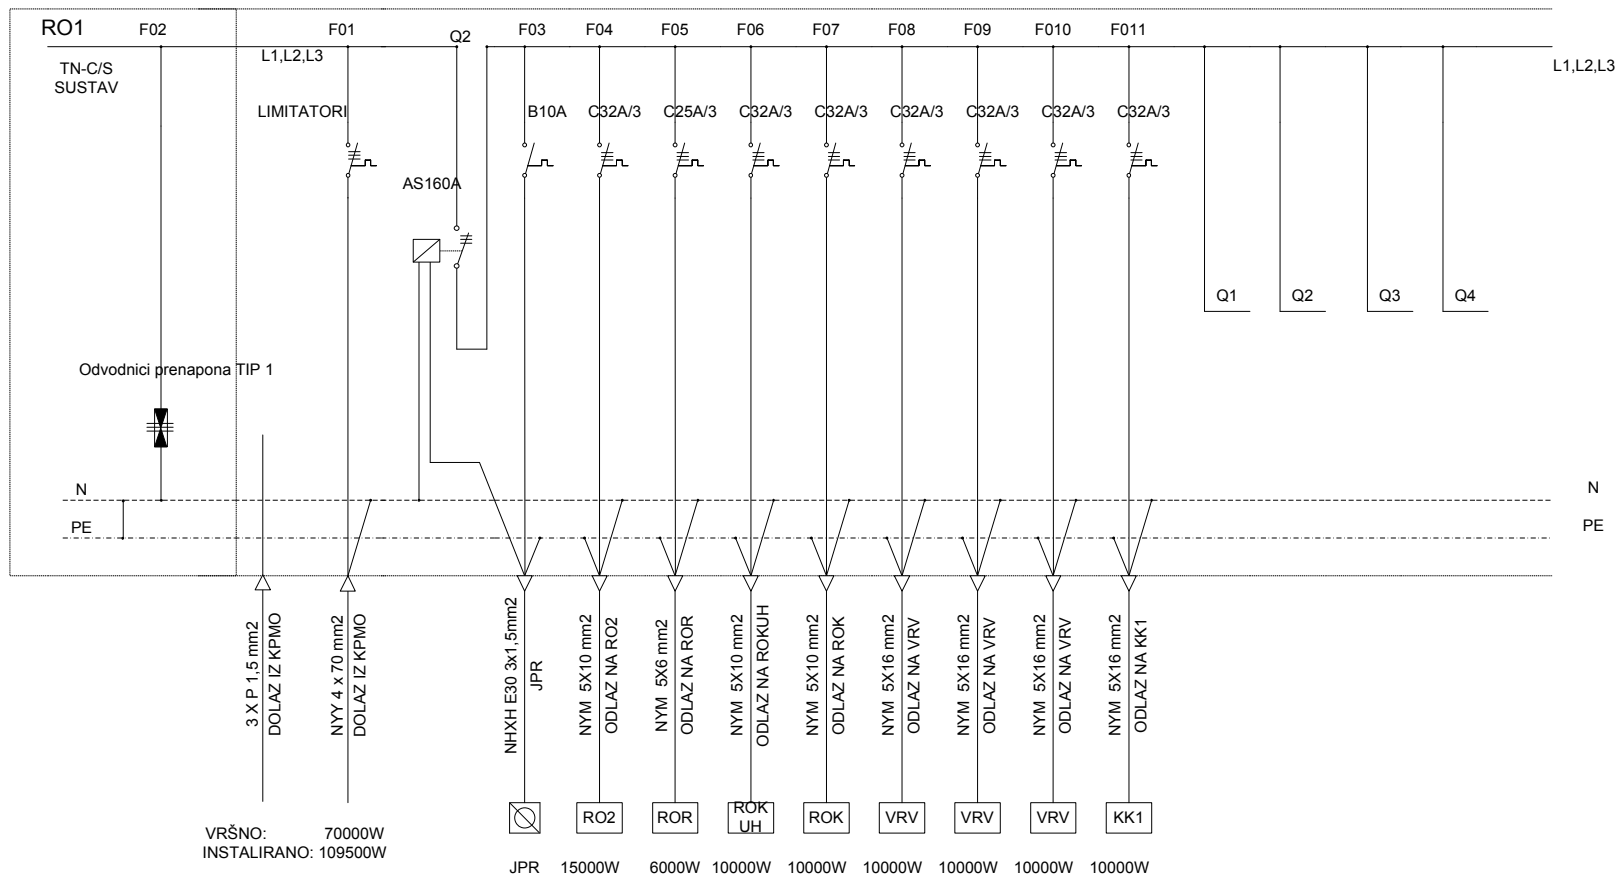 RO1
F02
F01
Q2
F03
F04
F05
F06
F07
F08
F09
F010
F011
L1,L2,L3
L1,L2,L3
TN-C/S
SUSTAV
LIMITATORI
B10A
C32A/3
C25A/3
C32A/3
C32A/3
C32A/3
C32A/3
C32A/3
C32A/3
AS160A
Q1
Q2
Q3
Q4
Odvodnici prenapona TIP 1
N
N
PE
PE
3 X P 1,5 mm2
DOLAZ IZ KPMO
NYY 4 x 70 mm2
DOLAZ IZ KPMO
NHXH E30 3x1,5mm2
JPR
NYM 5X10 mm2
ODLAZ NA RO2
NYM 5X6 mm2
ODLAZ NA ROR
NYM 5X10 mm2
ODLAZ NA ROKUH
NYM 5X10 mm2
ODLAZ NA ROK
NYM 5X16 mm2
ODLAZ NA VRV
NYM 5X16 mm2
ODLAZ NA VRV
NYM 5X16 mm2
ODLAZ NA VRV
NYM 5X16 mm2
ODLAZ NA KK1
RO2
ROR
ROK
UH
ROK
VRV
VRV
VRV
KK1
VRŠNO: 70000W
INSTALIRANO: 109500W
JPR
15000W
6000W
10000W
10000W
10000W
10000W
10000W
10000W